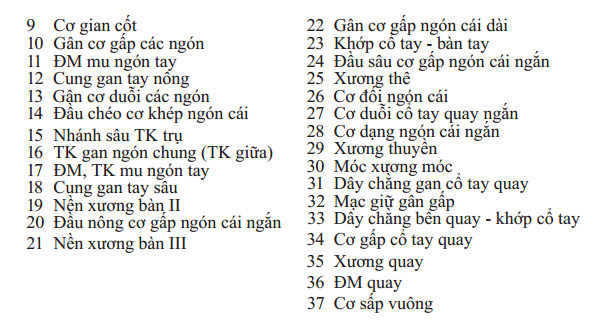 9 Cơ gian cốt
10 Gân cơ gấp các ngón
11 ĐM mu ngón tay
12 Cung gan tay nông
13 Gân cơ duỗi các ngón
14 Đầu chéo cơ khép ngón cái
15 Nhánh sâu TK trụ
16 TK gan ngón chung (TK giữa)
17 ĐM, TK mu ngón tay
18 Cung gan tay sâu
19 Nền xương bàn II
20 Đầu nông cơ gấp ngón cái ngắn
21 Nền xương bàn III
22 Gân cơ gấp ngón cái dài
23 Khớp cổ tay - bàn tay
24 Đầu sâu cơ gấp ngón cái ngắn
25 Xương thê
26 Cơ đối ngón cái
27 Cơ duỗi cổ tay quay ngắn
28 Cơ dạng ngón cái ngắn
29 Xương thuyền
30 Móc xương móc
31 Dây chằng gan cổ tay quay
32 Mạc giữ gân gấp
33 Dây chằng bên quay - khớp cổ tay
34 Cơ gấp cổ tay quay
35 Xương quay
36 ĐM quay
37 Cơ sấp vuông